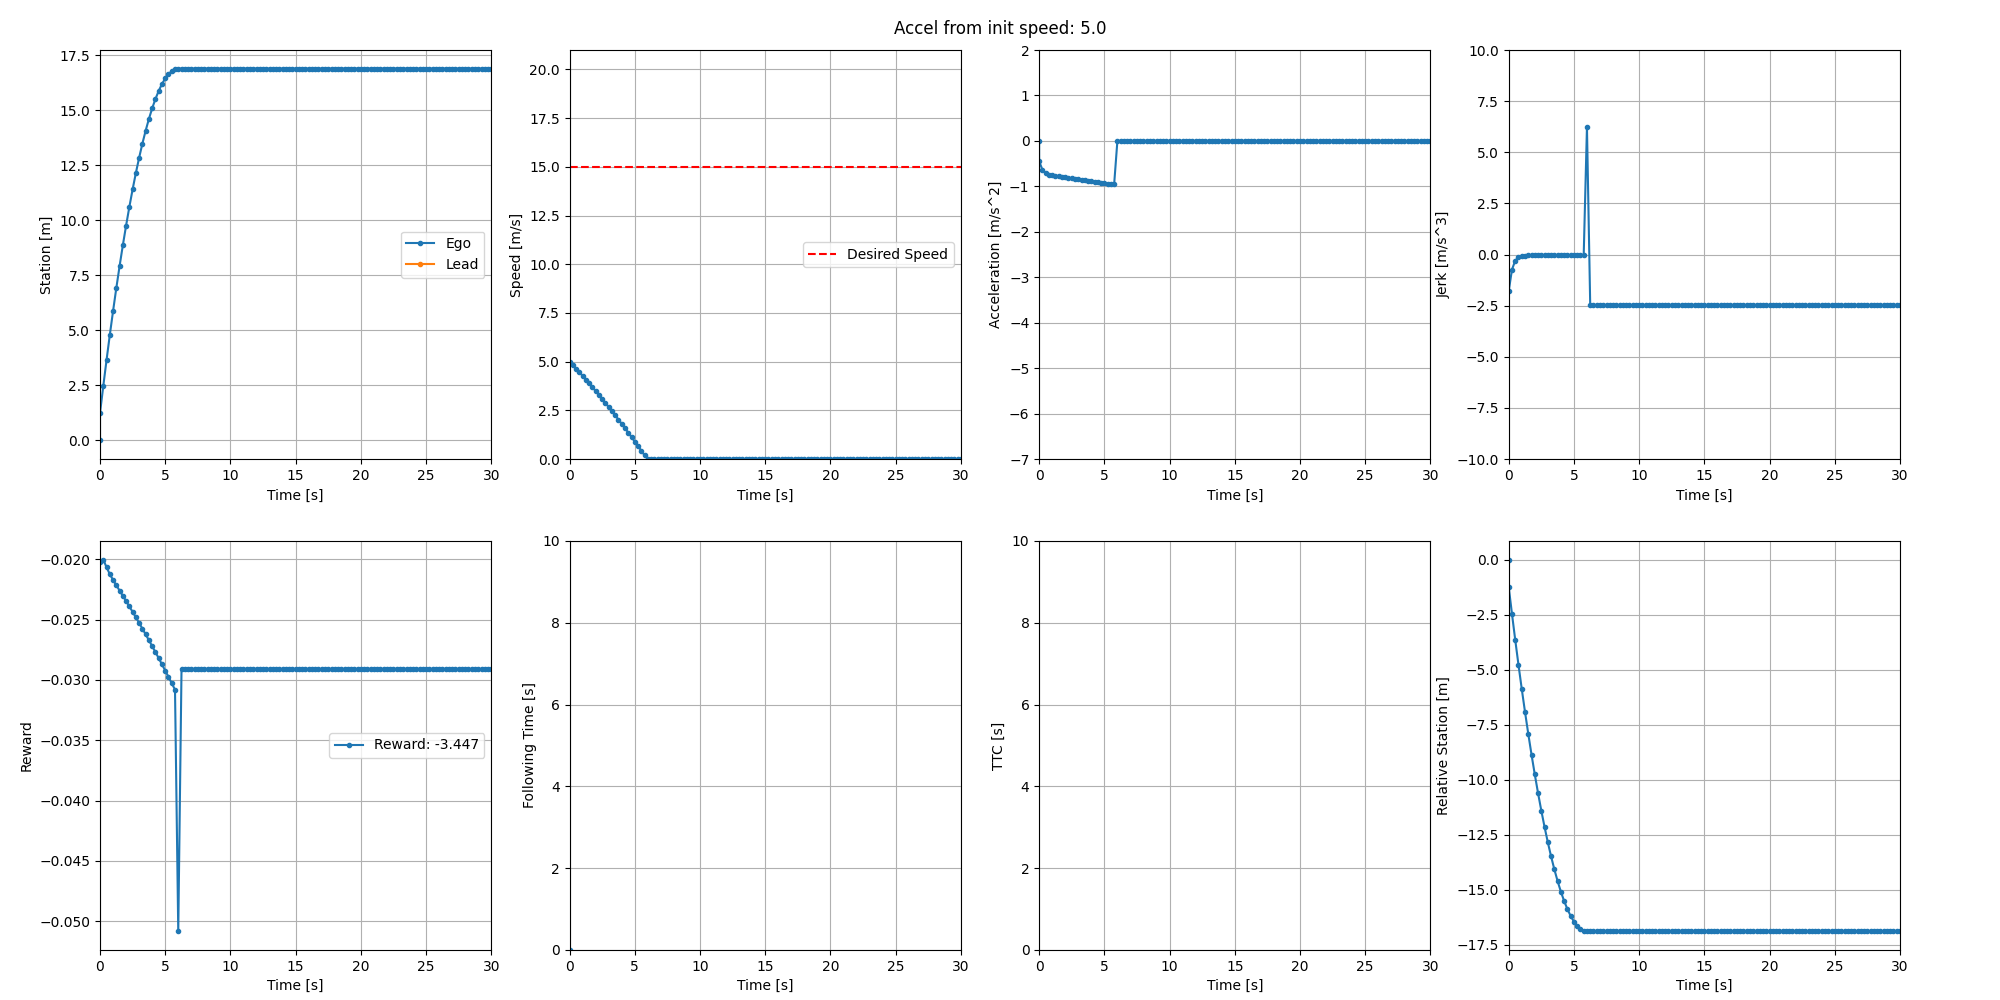 Accel from init speed: 5.0
17.5
15.0
12.5
10.0
7.5
5.0
2.5
0.0
Station [m]
Ego
Lead
0 5 10 15 20 25 30
Time [s]
20.0
17.5
15.0
12.5
10.0
7.5
5.0
2.5
0.0
Speed [m/s]
Desired Speed
0 5 10 15 20 25 30
Time [s]
2
1
0
−1
−2
−3
−4
−5
−6
−7
Acceleration [m/s^2]
0 5 10 15 20 25 30
Time [s]
10.0
7.5
5.0
2.5
0.0
−2.5
−5.0
−7.5
−10.0
Jerk [m/s^3]
0 5 10 15 20 25 30
Time [s]
−0.020
−0.025
−0.030
−0.035
−0.040
−0.045
−0.050
Reward
Reward: -3.447
0 5 10 15 20 25 30
Time [s]
10
8
6
4
2
0
Following Time [s]
0 5 10 15 20 25 30
Time [s]
10
8
6
4
2
0
TTC [s]
0 5 10 15 20 25 30
Time [s]
0.0
−2.5
−5.0
−7.5
−10.0
−12.5
−15.0
−17.5
Relative Station [m]
0 5 10 15 20 25 30
Time [s]